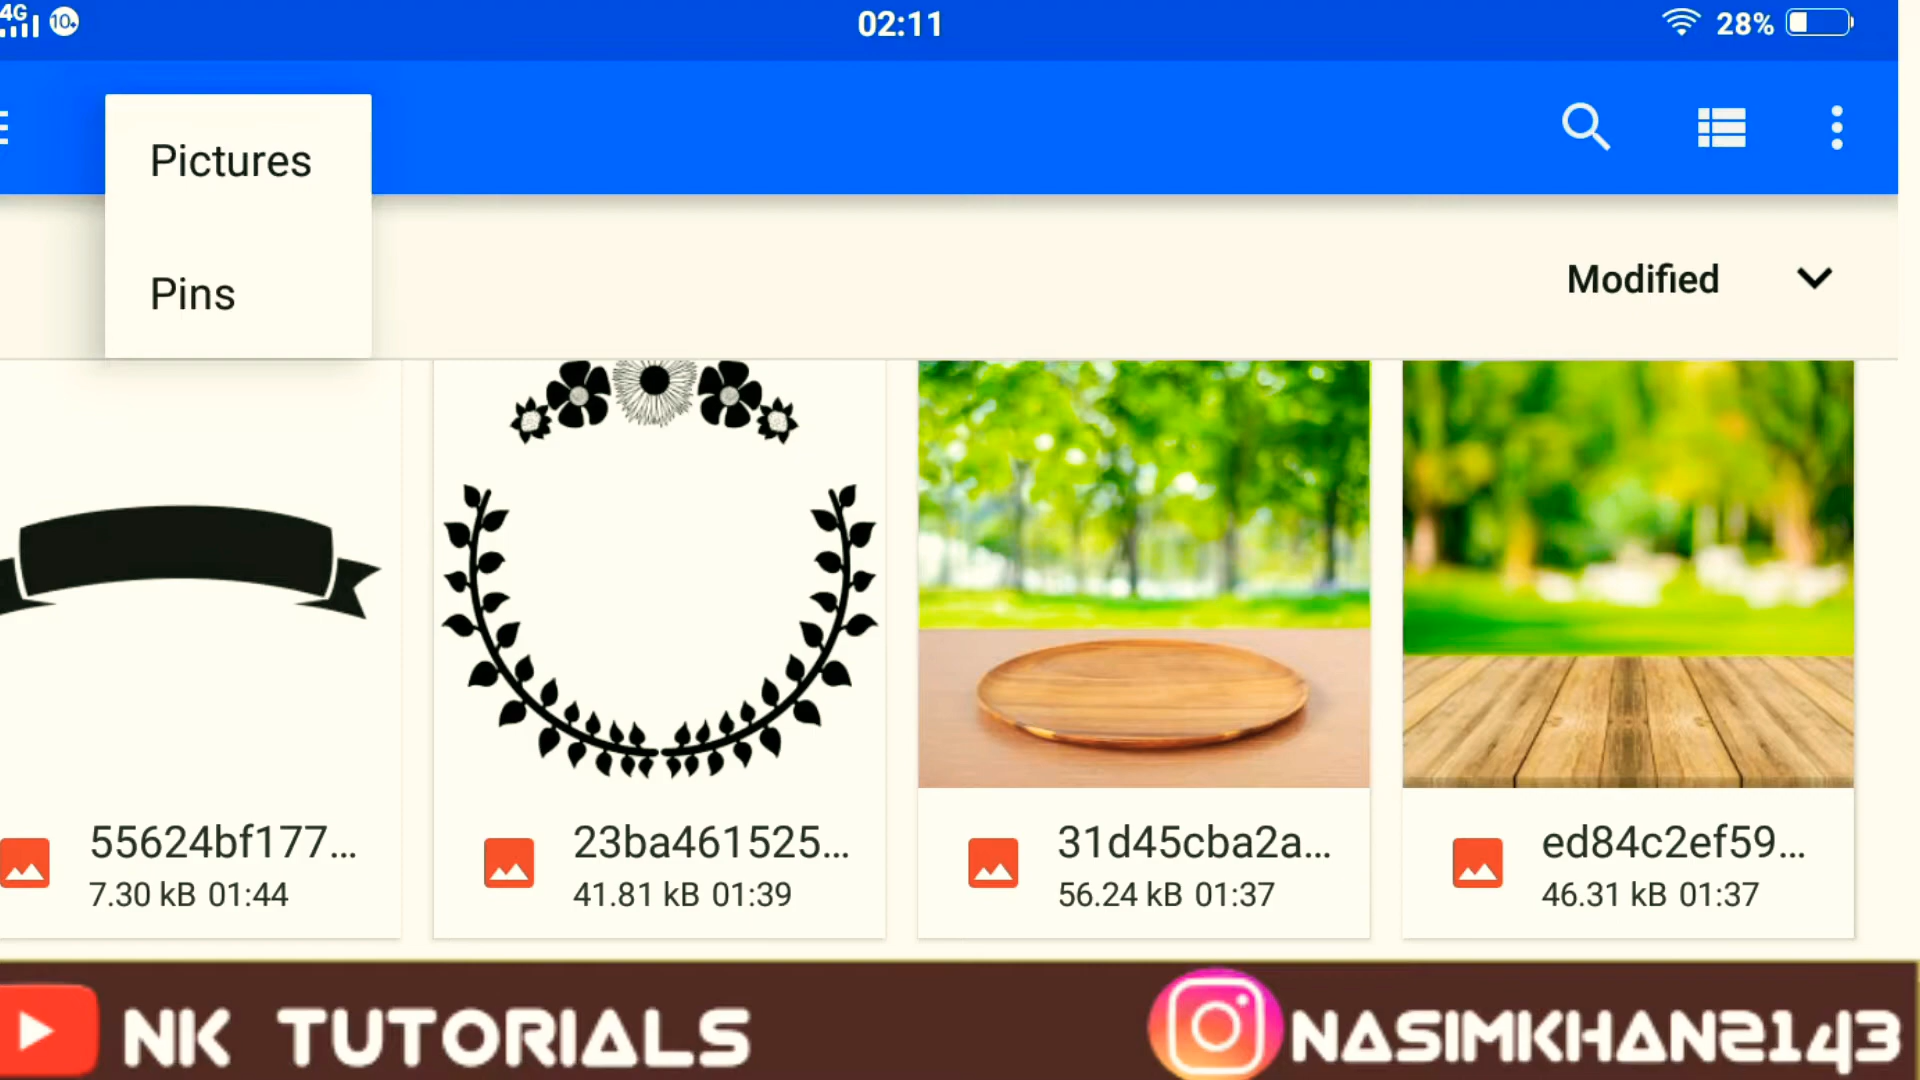 4G 10+ 02:11 28%
Pictures
Pins
Modified
55624bf177...
7.30 kB 01:44
23ba461525...
41.81 kB 01:39
31d45cba2a...
56.24 kB 01:37
ed84c2ef59...
46.31 kB 01:37
NK TUTORIALS
NASIMKHAN2143